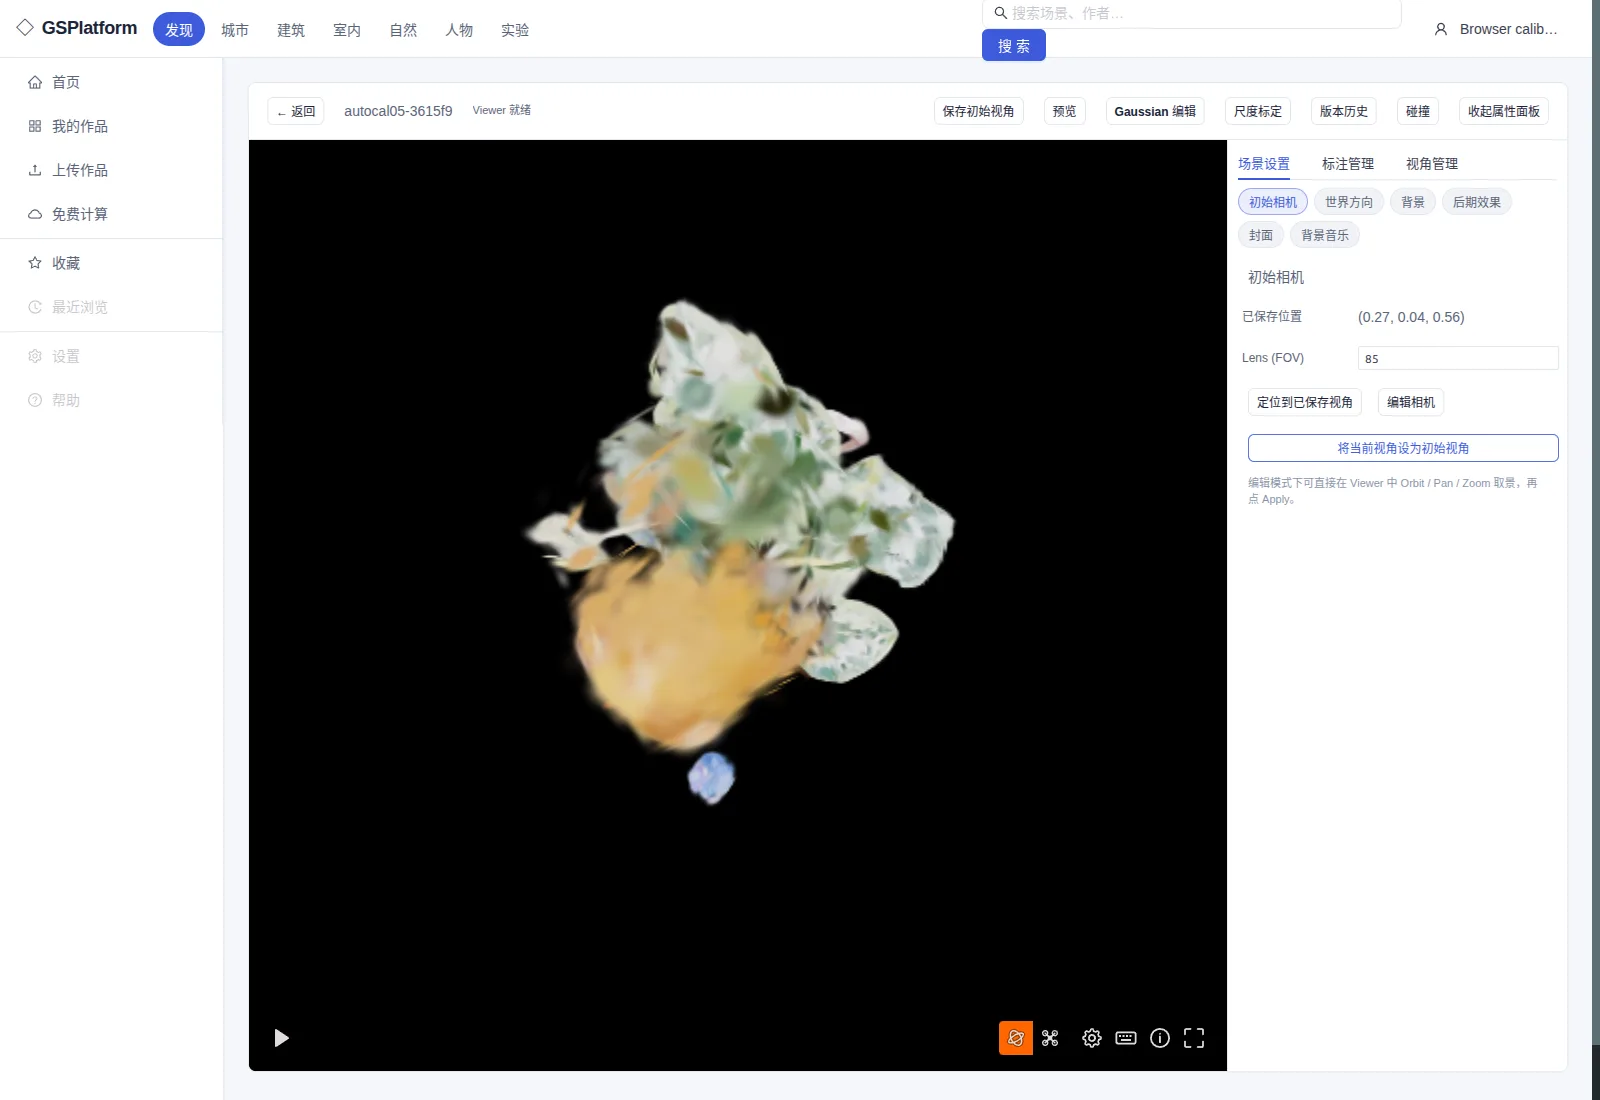 GSPlatform
发现 城市 建筑 室内 自然 人物 实验
搜索场景、作者…
搜 索
Browser calib…
首页
我的作品
上传作品
免费计算
收藏
最近浏览
设置
帮助
← 返回 autocal05-3615f9 Viewer 就绪
保存初始视角 预览 Gaussian 编辑 尺度标定 版本历史 碰撞 收起属性面板
场景设置 标注管理 视角管理
初始相机 世界方向 背景 后期效果
封面 背景音乐
初始相机
已保存位置 (0.27, 0.04, 0.56)
Lens (FOV) 85
定位到已保存视角 编辑相机
将当前视角设为初始视角
编辑模式下可直接在 Viewer 中 Orbit / Pan / Zoom 取景，再
点 Apply。